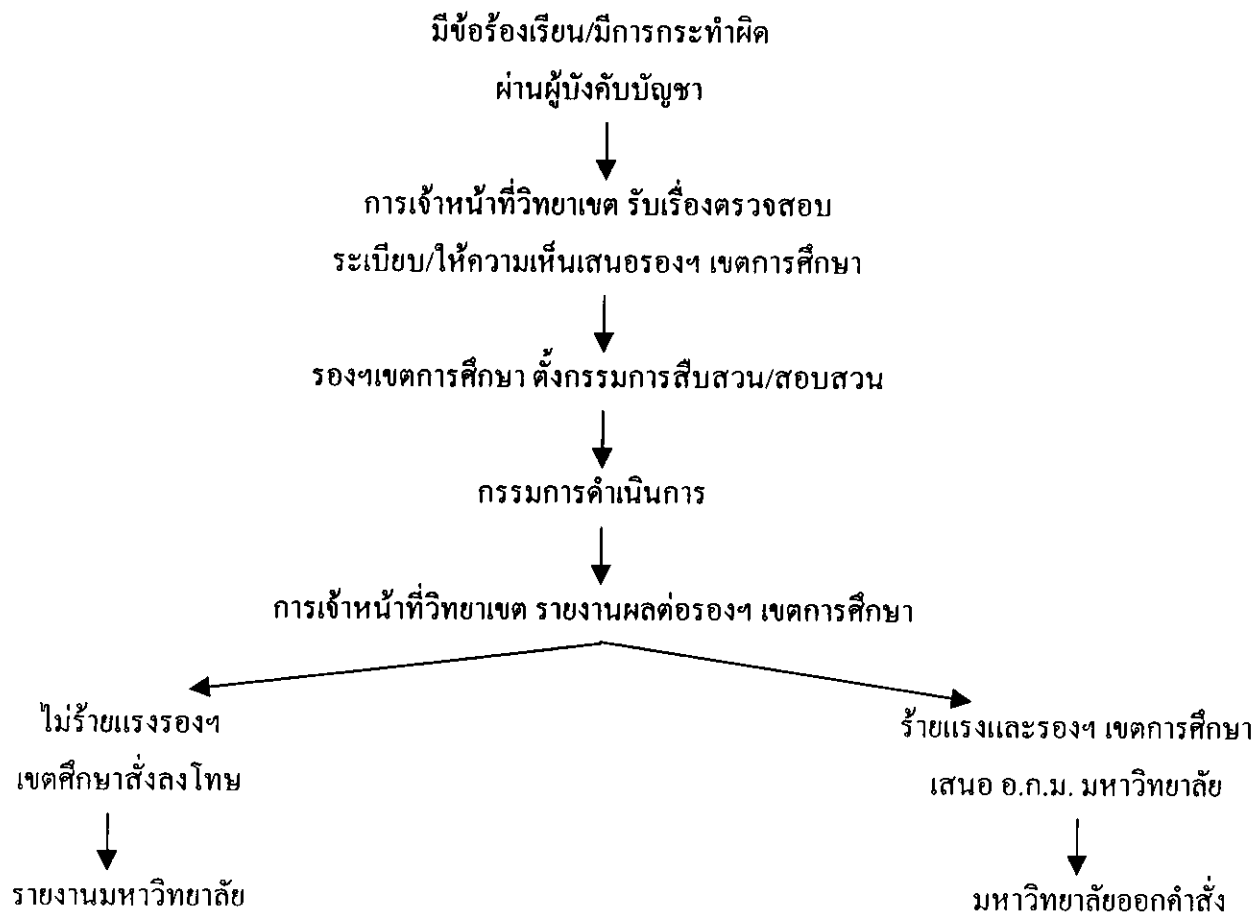 มีข้อร้องเรียน/มีการกระทำผิด
ผ่านผู้บังคับบัญชา
การเจ้าหน้าที่วิทยาเขต รับเรื่องตรวจสอบ
ระเบียบ/ให้ความเห็นเสนอรองฯ เขตการศึกษา
รองฯเขตการศึกษา ตั้งกรรมการสืบสวน/สอบสวน
กรรมการดำเนินการ
การเจ้าหน้าที่วิทยาเขต รายงานผลต่อรองฯ เขตการศึกษา
ไม่ร้ายแรงรองฯ
เขตศึกษาสั่งลงโทษ
รายงานมหาวิทยาลัย
ร้ายแรงและรองฯ เขตการศึกษา
เสนอ อ.ก.ม. มหาวิทยาลัย
มหาวิทยาลัยออกคำสั่ง